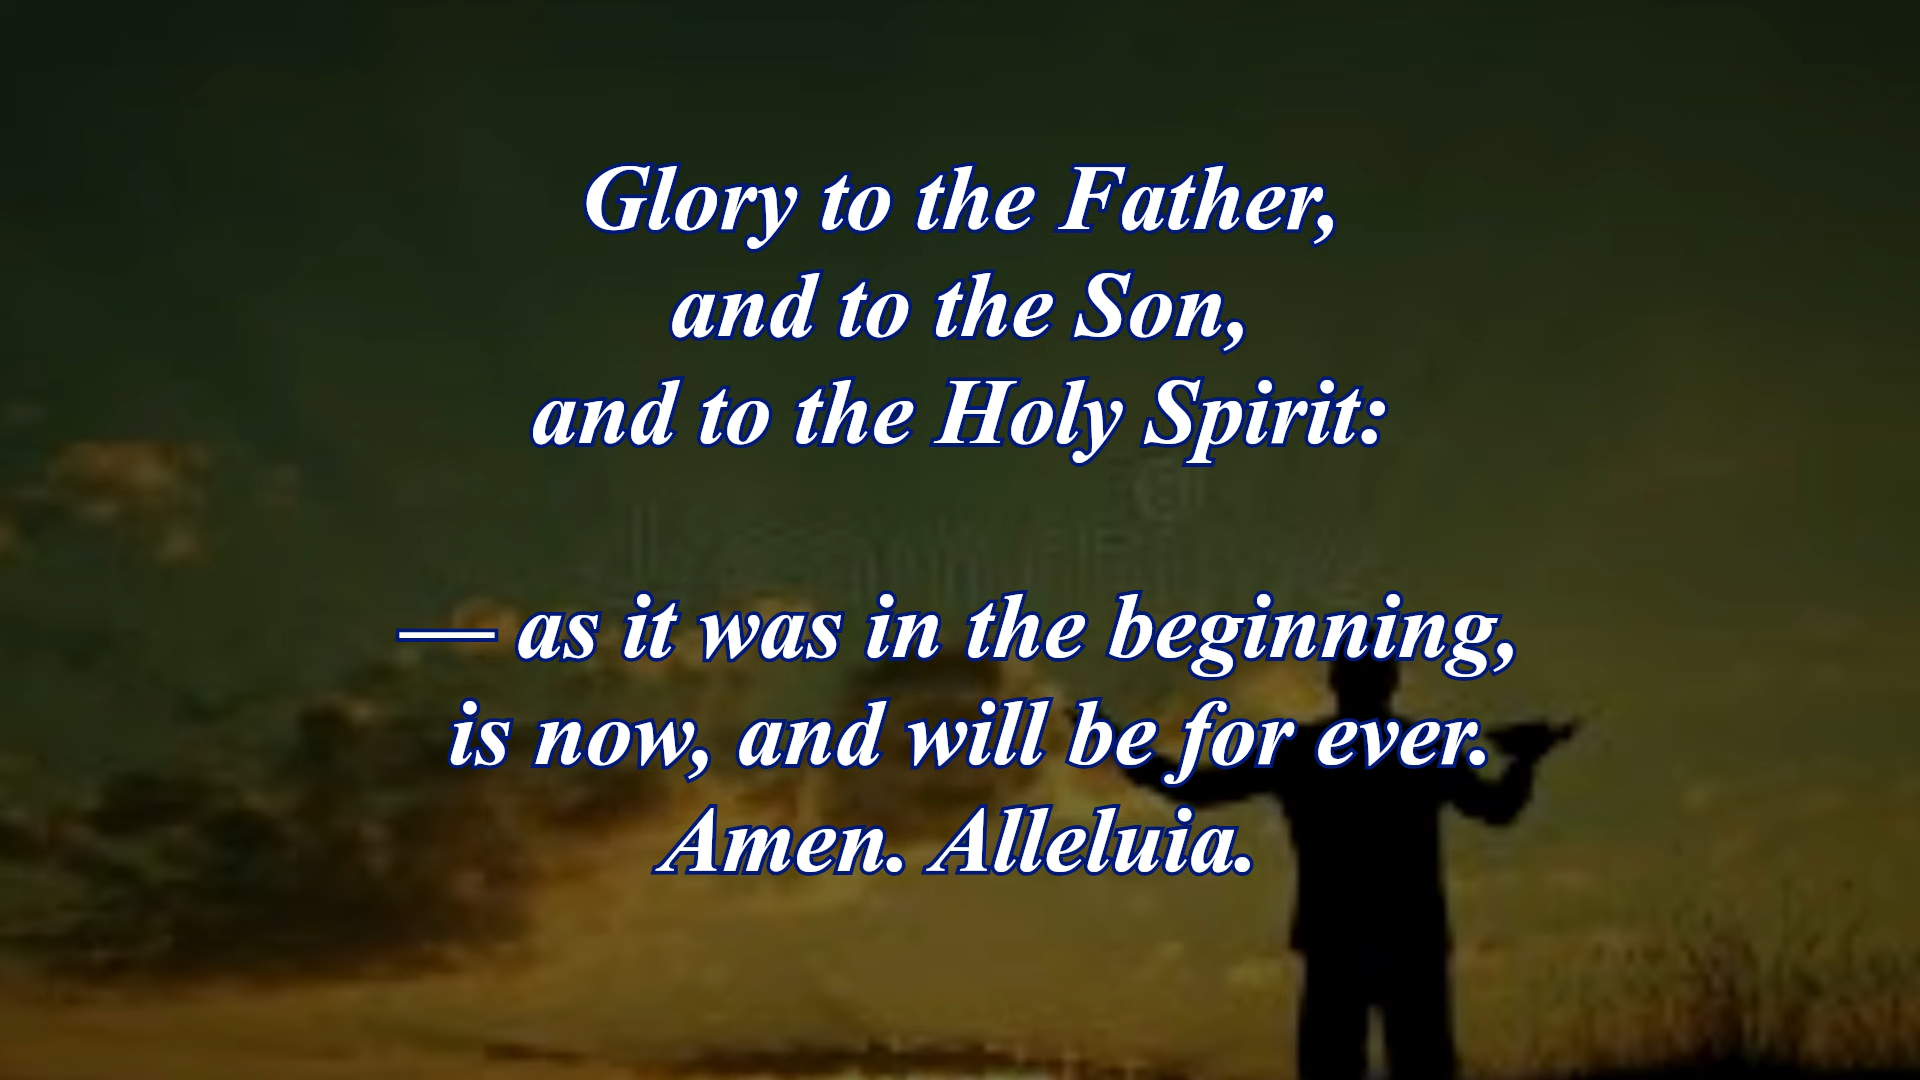 Glory to the Father,
and to the Son,
and to the Holy Spirit:
— as it was in the beginning,
is now, and will be for ever.
Amen. Alleluia.